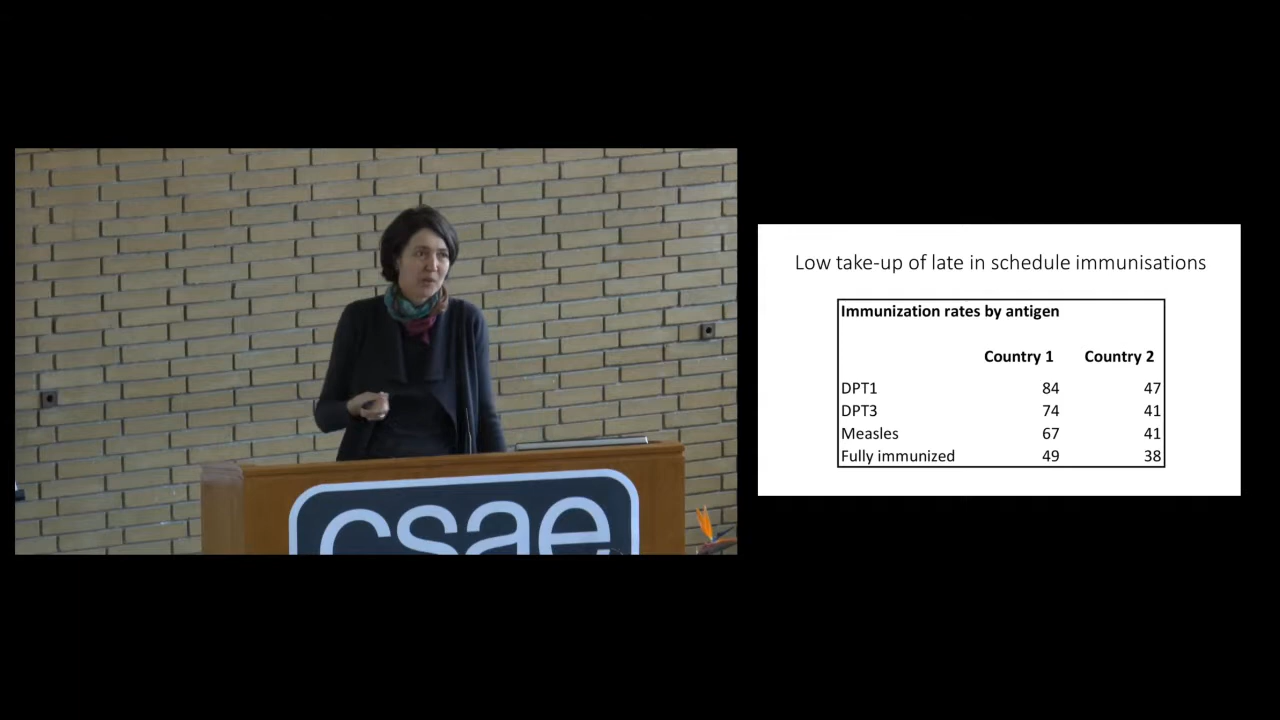 csae
Low take-up of late in schedule immunisations
Immunization rates by antigen
Country 1 Country 2
DPT1 84 47
DPT3 74 41
Measles 67 41
Fully immunized 49 38